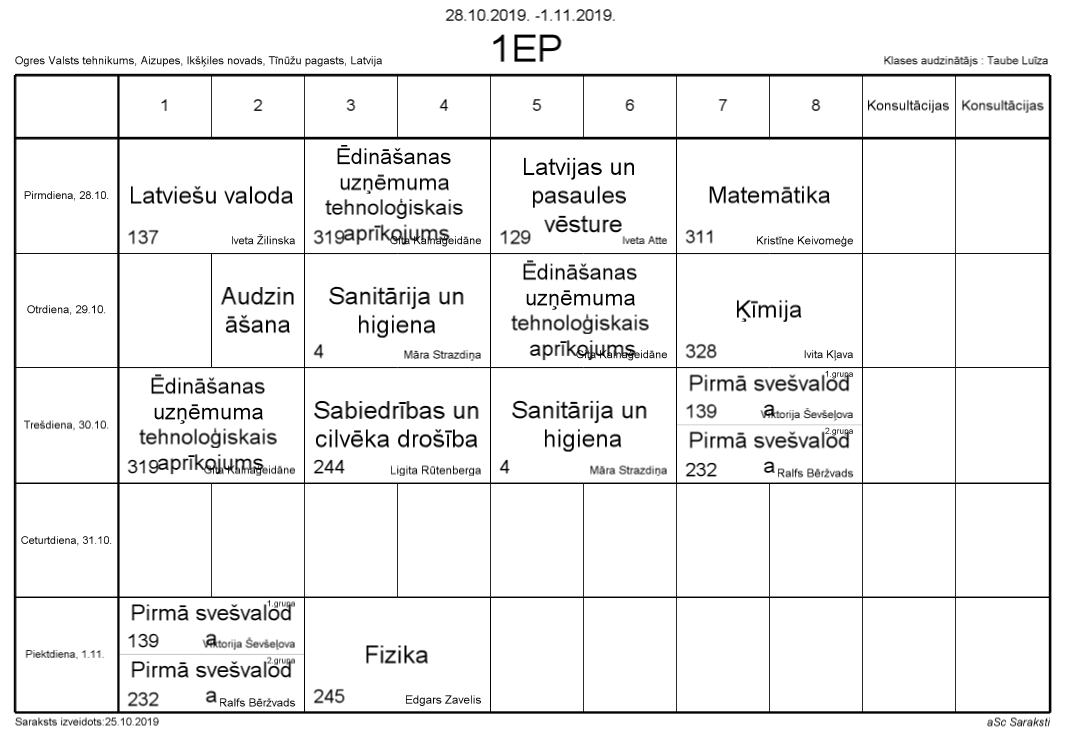 28.10.2019. -1.11.2019.
1EP
Ogres Valsts tehnikums, Aizupes, Ikšķiles novads, Tīnūžu pagasts, Latvija
Klases audzinātājs : Taube Luīza
1 2 3 4 5 6 7 8 Konsultācijas Konsultācijas
Pirmdiena, 28.10.
Latviešu valoda
137 Iveta Žilinska
Ēdināšanas
uzņēmuma
tehnoloģiskais
aprīkojums
319 Gita Kalnageidāne
Latvijas un
pasaules
vēsture
129 Iveta Atte
Matemātika
311 Kristīne Keivomeģe
Otrdiena, 29.10.
Audzin
āšana
Sanitārija un
higiena
4 Māra Strazdiņa
Ēdināšanas
uzņēmuma
tehnoloģiskais
aprīkojums
Gita Kalnageidāne
Ķīmija
328 Ivita Kļava
Trešdiena, 30.10.
Ēdināšanas
uzņēmuma
tehnoloģiskais
aprīkojums
319 Gita Kalnageidāne
Sabiedrības un
cilvēka drošība
244 Ligita Rūtenberga
Sanitārija un
higiena
4 Māra Strazdiņa
1.grupa
Pirmā svešvalod
a
139 Viktorija Ševšeļova
2.grupa
Pirmā svešvalod
a
232 Ralfs Bēržvads
Ceturtdiena, 31.10.
Piektdiena, 1.11.
1.grupa
Pirmā svešvalod
a
139 Viktorija Ševšeļova
2.grupa
Pirmā svešvalod
a
232 Ralfs Bēržvads
Fizika
245 Edgars Zavelis
Saraksts izveidots:25.10.2019
aSc Saraksti